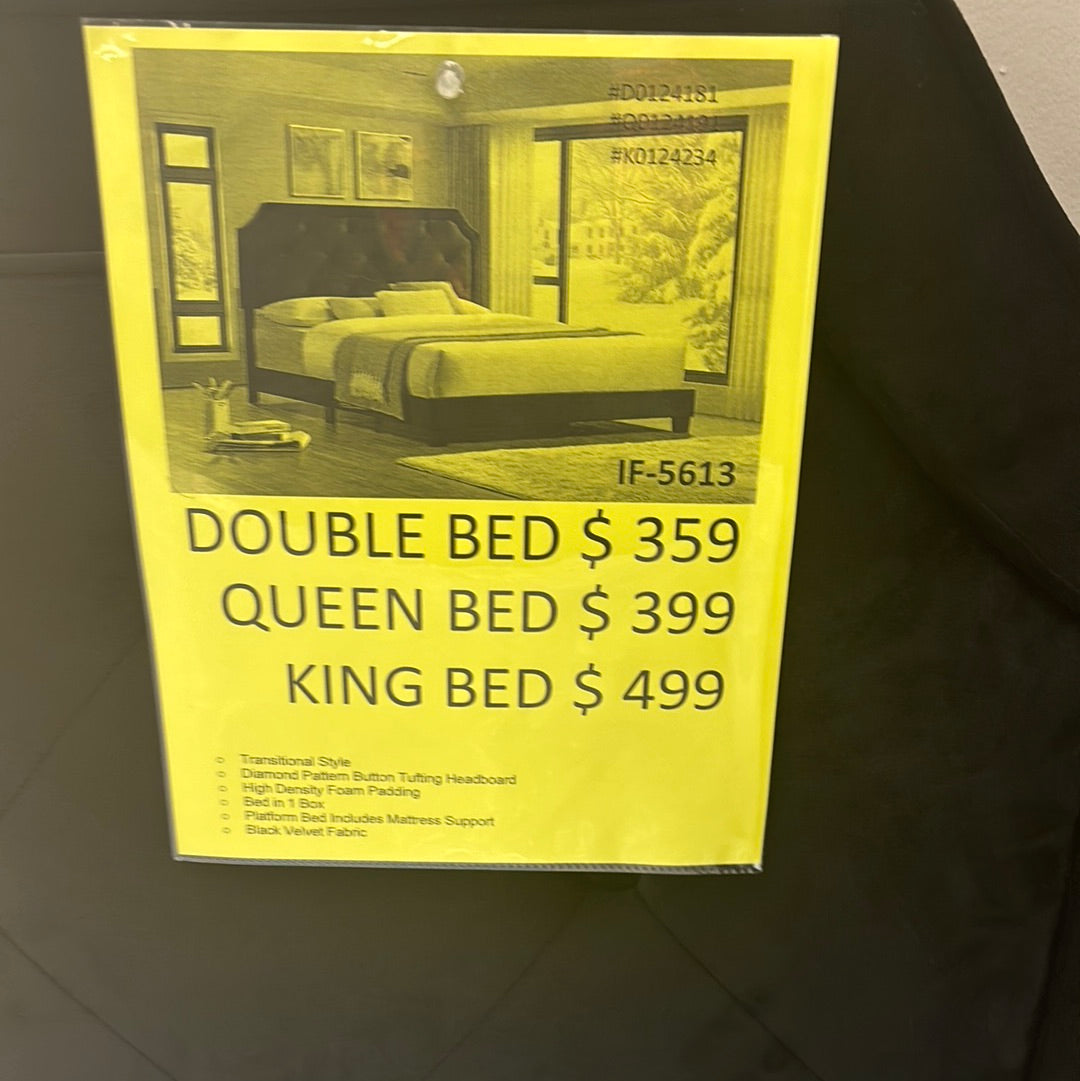 #D0124181
#K0124234
IF-5613
DOUBLE BED $ 359
QUEEN BED $ 399
KING BED $ 499
Transitional Style
Diamond Pattern Button Tufting Headboard
High Density Foam Padding
Bed in 1 Box
Platform Bed Includes Mattress Support
Black Velvet Fabric